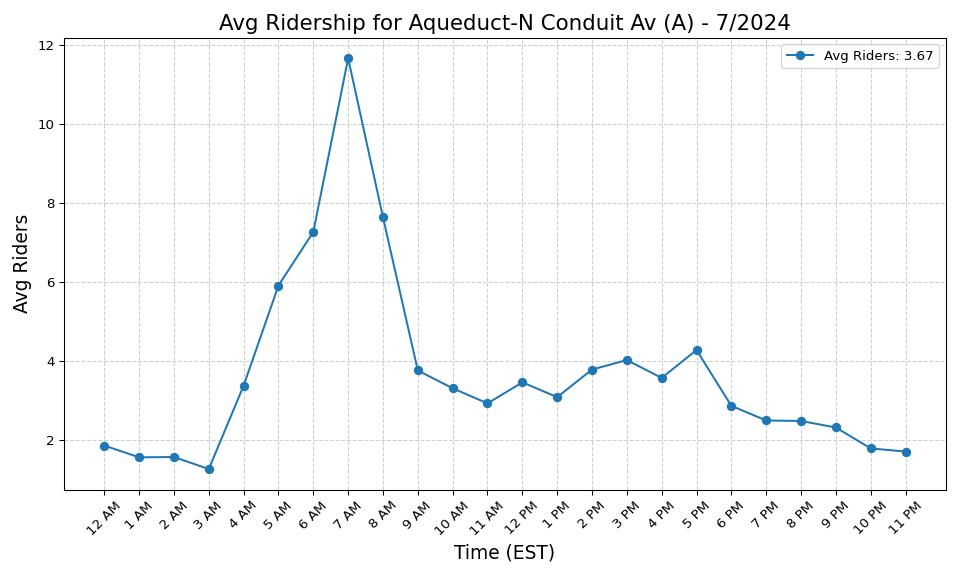 Avg Ridership for Aqueduct-N Conduit Av (A) - 7/2024
Avg Riders: 3.67
12
10
8
6
4
2
Avg Riders
12 AM
1 AM
2 AM
3 AM
4 AM
5 AM
6 AM
7 AM
8 AM
9 AM
10 AM
11 AM
12 PM
1 PM
2 PM
3 PM
4 PM
5 PM
6 PM
7 PM
8 PM
9 PM
10 PM
11 PM
Time (EST)